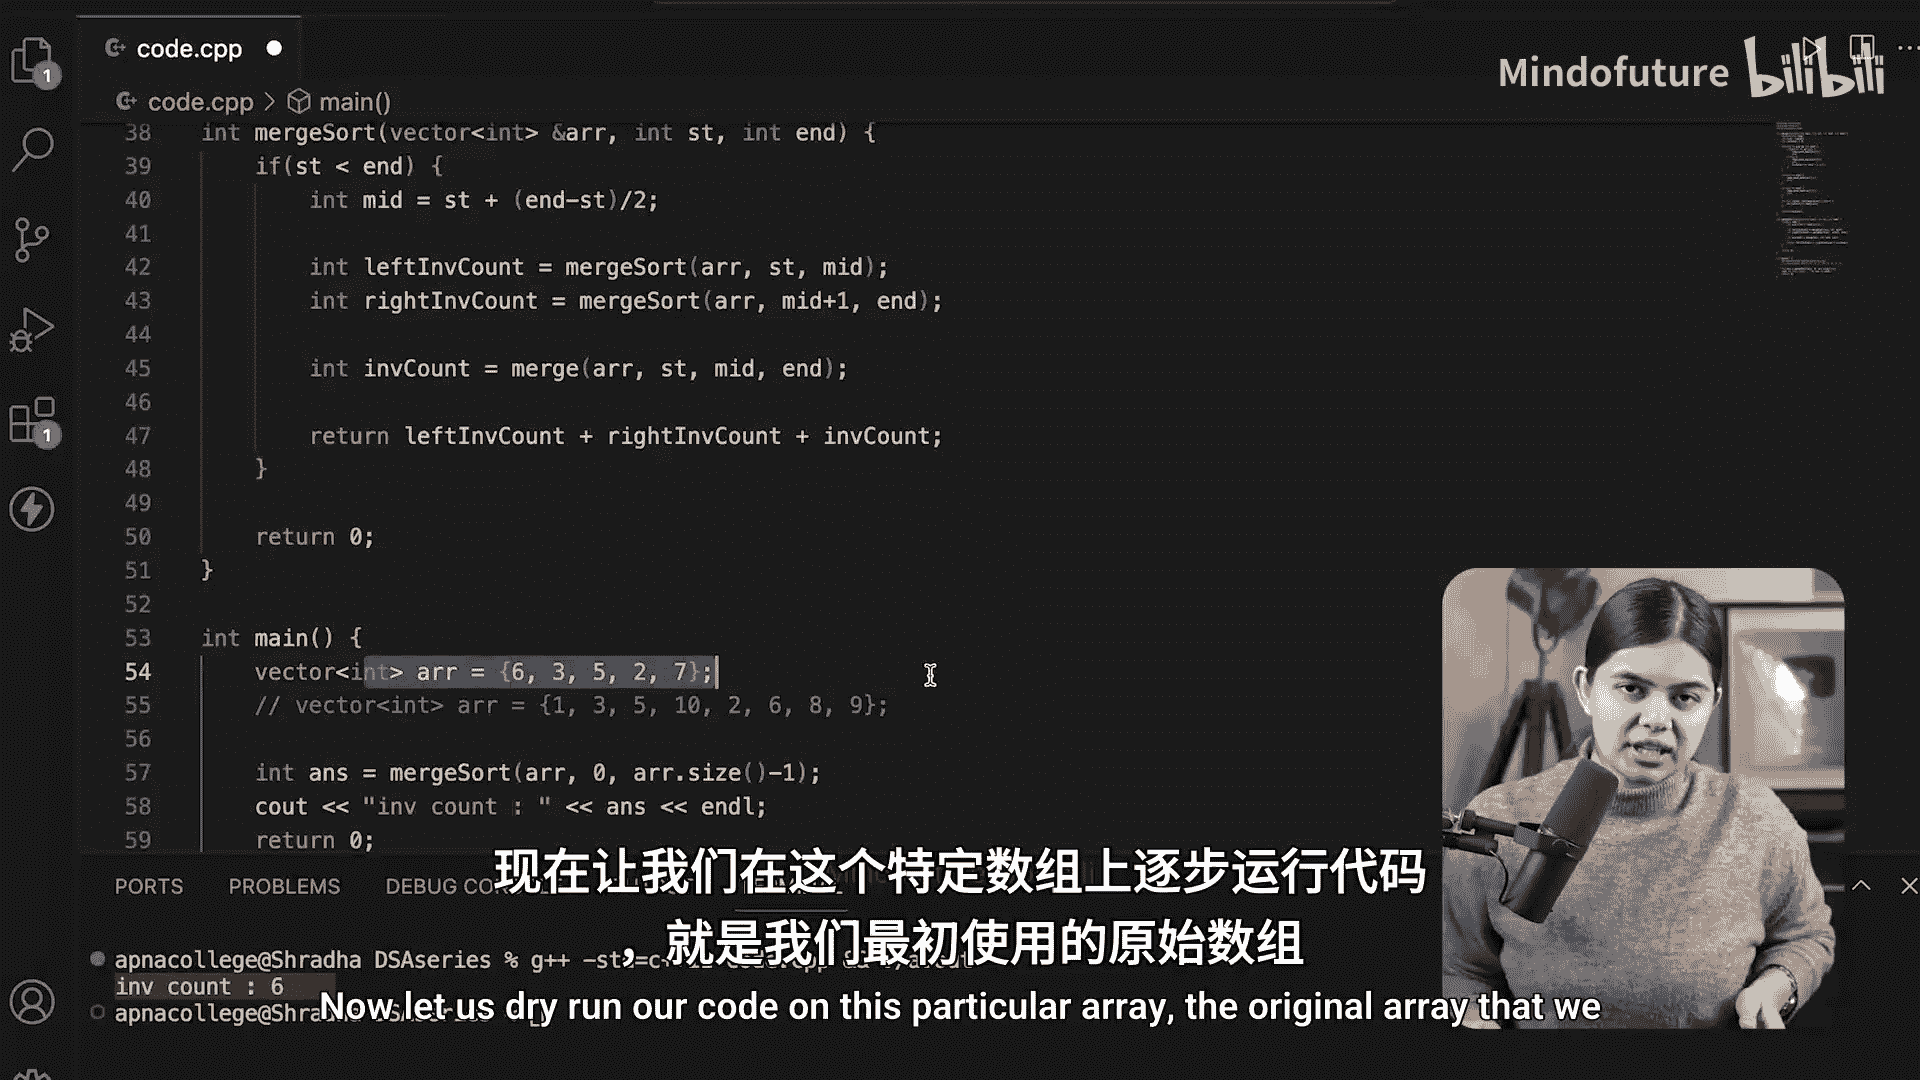 code.cpp
Mindofuture bilibili
code.cpp > main()
1
38 int mergeSort(vector<int> &arr, int st, int end) {
39 if(st < end) {
40 int mid = st + (end-st)/2;
41
42 int leftInvCount = mergeSort(arr, st, mid);
43 int rightInvCount = mergeSort(arr, mid+1, end);
44
45 int invCount = merge(arr, st, mid, end);
46
47 return leftInvCount + rightInvCount + invCount;
48 }
1
49
50 return 0;
51 }
52
53 int main() {
54 vector<int> arr = {6, 3, 5, 2, 7};
55 // vector<int> arr = {1, 3, 5, 10, 2, 6, 8, 9};
56
57 int ans = mergeSort(arr, 0, arr.size()-1);
58 cout << "inv count : " << ans << endl;
59 return 0;
现在让我们在这个特定数组上逐步运行代码
PORTS PROBLEMS DEBUG
，就是我们最初使用的原始数组
apnacollege@Shradha DSAseries % g++
inv count : 6
apnacollege@Shradha
Now let us dry run our code on this particular array, the original array that we